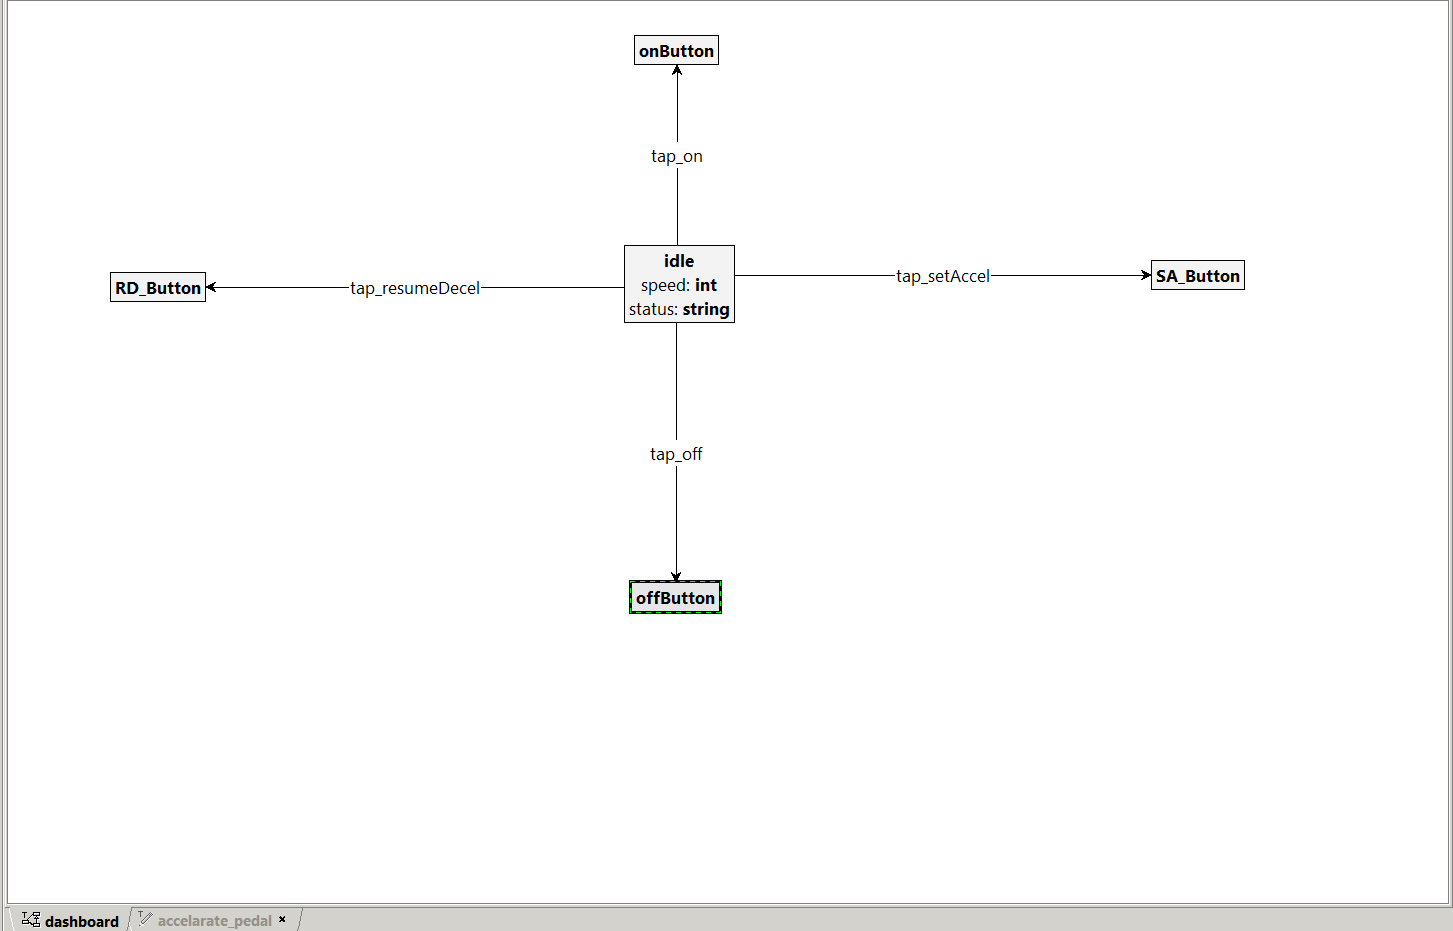 onButton
tap_on
idle
speed: int
status: string
tap_setAccel
SA_Button
RD_Button
tap_resumeDecel
tap_off
offButton
dashboard
accelarate_pedal